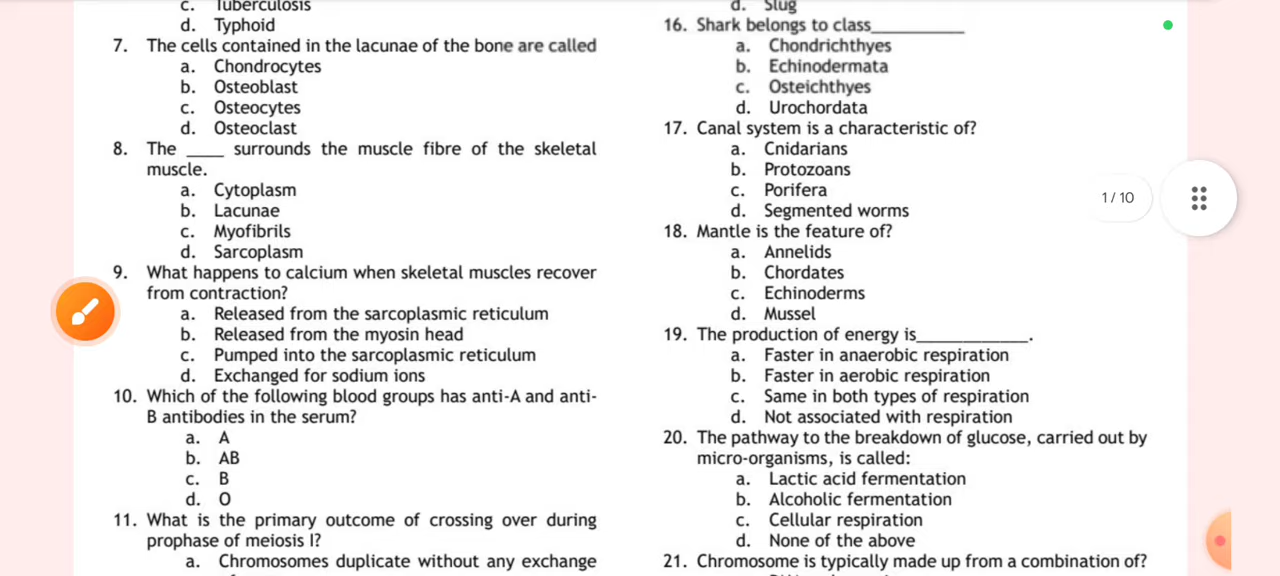 c. Tuberculosis
d. Typhoid
7. The cells contained in the lacunae of the bone are called
a. Chondrocytes
b. Osteoblast
c. Osteocytes
d. Osteoclast
8. The ____ surrounds the muscle fibre of the skeletal
muscle.
a. Cytoplasm
b. Lacunae
c. Myofibrils
d. Sarcoplasm
9. What happens to calcium when skeletal muscles recover
from contraction?
a. Released from the sarcoplasmic reticulum
b. Released from the myosin head
c. Pumped into the sarcoplasmic reticulum
d. Exchanged for sodium ions
10. Which of the following blood groups has anti-A and anti-
B antibodies in the serum?
a. A
b. AB
c. B
d. O
11. What is the primary outcome of crossing over during
prophase of meiosis I?
a. Chromosomes duplicate without any exchange
d. Slug
16. Shark belongs to class__________
a. Chondrichthyes
b. Echinodermata
c. Osteichthyes
d. Urochordata
17. Canal system is a characteristic of?
a. Cnidarians
b. Protozoans
c. Porifera
d. Segmented worms
18. Mantle is the feature of?
a. Annelids
b. Chordates
c. Echinoderms
d. Mussel
19. The production of energy is____________.
a. Faster in anaerobic respiration
b. Faster in aerobic respiration
c. Same in both types of respiration
d. Not associated with respiration
20. The pathway to the breakdown of glucose, carried out by
micro-organisms, is called:
a. Lactic acid fermentation
b. Alcoholic fermentation
c. Cellular respiration
d. None of the above
21. Chromosome is typically made up from a combination of?
1 / 10